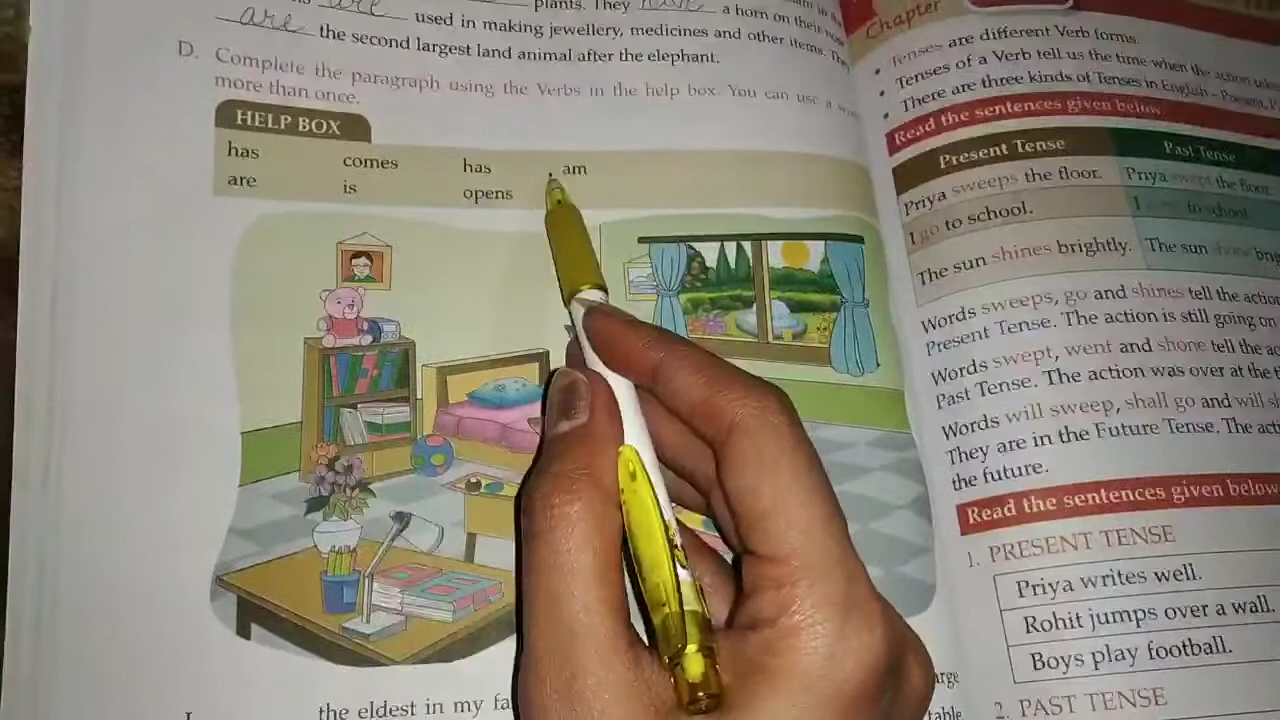 plants. They have a horn on their
are used in making jewellery, medicines and other items. They
are the second largest land animal after the elephant.
D. Complete the paragraph using the Verbs in the help box. You can use a
more than once.
HELP BOX
has comes has am
are is opens
I the eldest in my
arge
table
Chapter
• Tenses are different Verb forms.
• Tenses of a Verb tell us the time when the action
• There are three kinds of Tenses in English – Present,
Read the sentences given below.
Present Tense Past Tense
Priya sweeps the floor. Priya swept the floor.
I go to school. I to school
The sun shines brightly. The sun shone
Words sweeps, go and shines tell the
Present Tense. The action is still going on
Words swept, went and shone tell the
Past Tense. The action was over at the
Words will sweep, shall go and will
They are in the Future Tense. The
the future.
Read the sentences given below
1. PRESENT TENSE
Priya writes well.
Rohit jumps over a wall.
Boys play football.
2. PAST TENSE